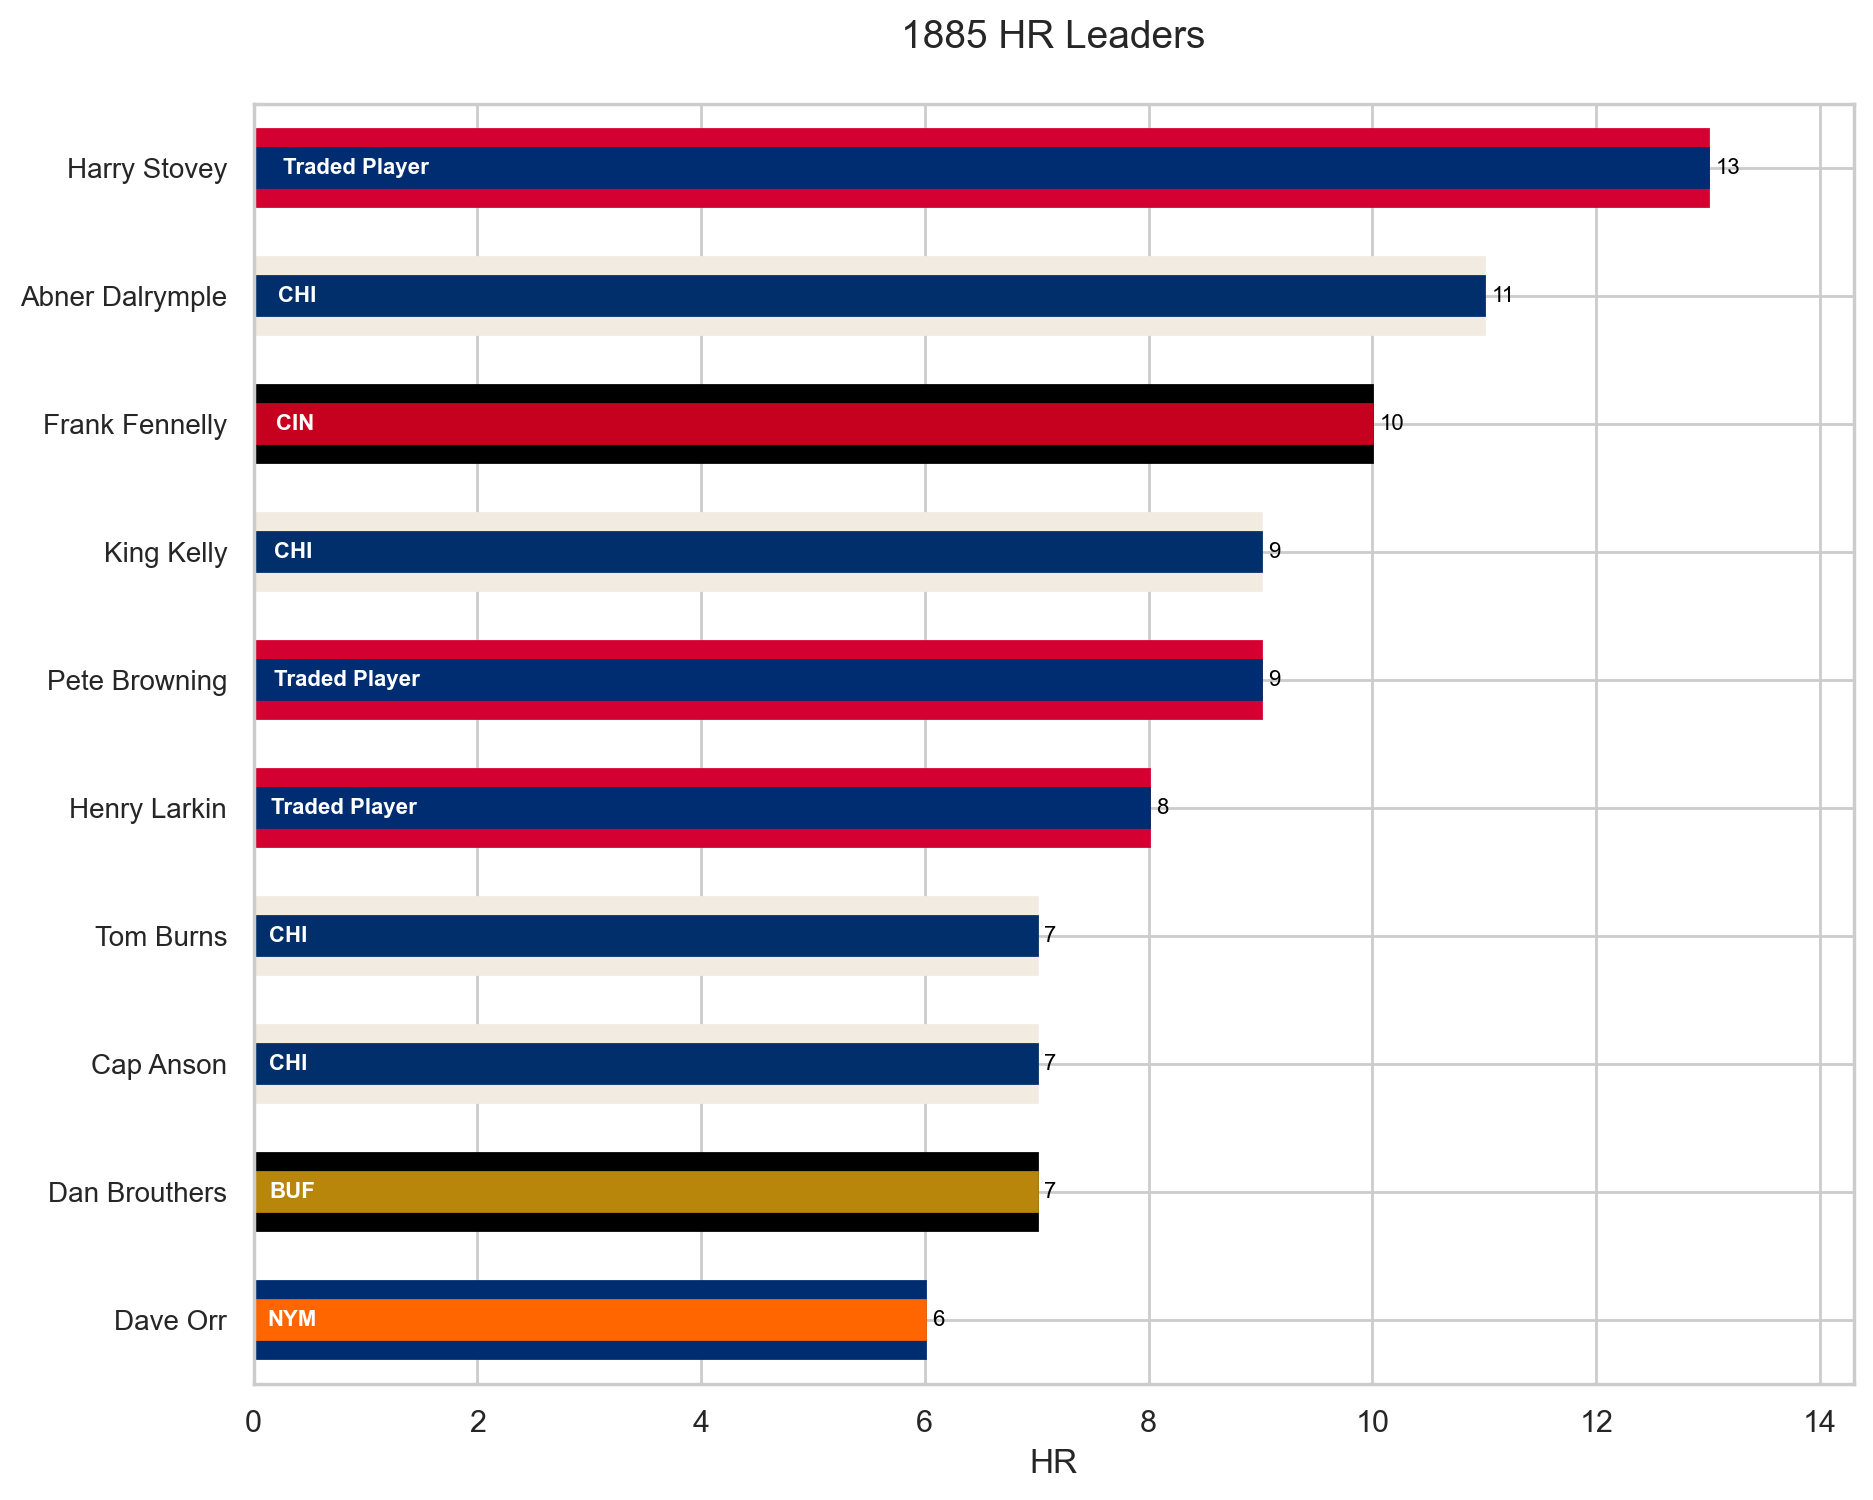 1885 HR Leaders
Harry Stovey
Traded Player
13
Abner Dalrymple
CHI
11
Frank Fennelly
CIN
10
King Kelly
CHI
9
Pete Browning
Traded Player
9
Henry Larkin
Traded Player
8
Tom Burns
CHI
7
Cap Anson
CHI
7
Dan Brouthers
BUF
7
Dave Orr
NYM
6
0 2 4 6 8 10 12 14
HR